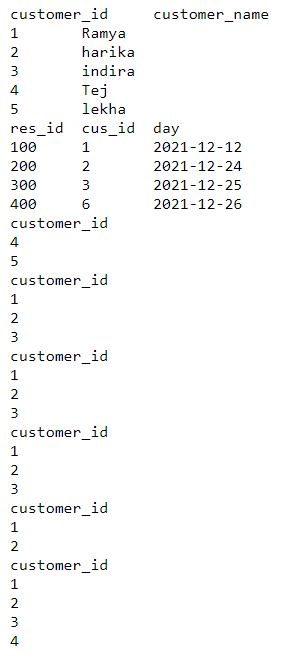 customer_id customer_name
1 Ramya
2 harika
3 indira
4 Tej
5 lekha
res_id cus_id day
100 1 2021-12-12
200 2 2021-12-24
300 3 2021-12-25
400 6 2021-12-26
customer_id
4
5
customer_id
1
2
3
customer_id
1
2
3
customer_id
1
2
3
customer_id
1
2
customer_id
1
2
3
4